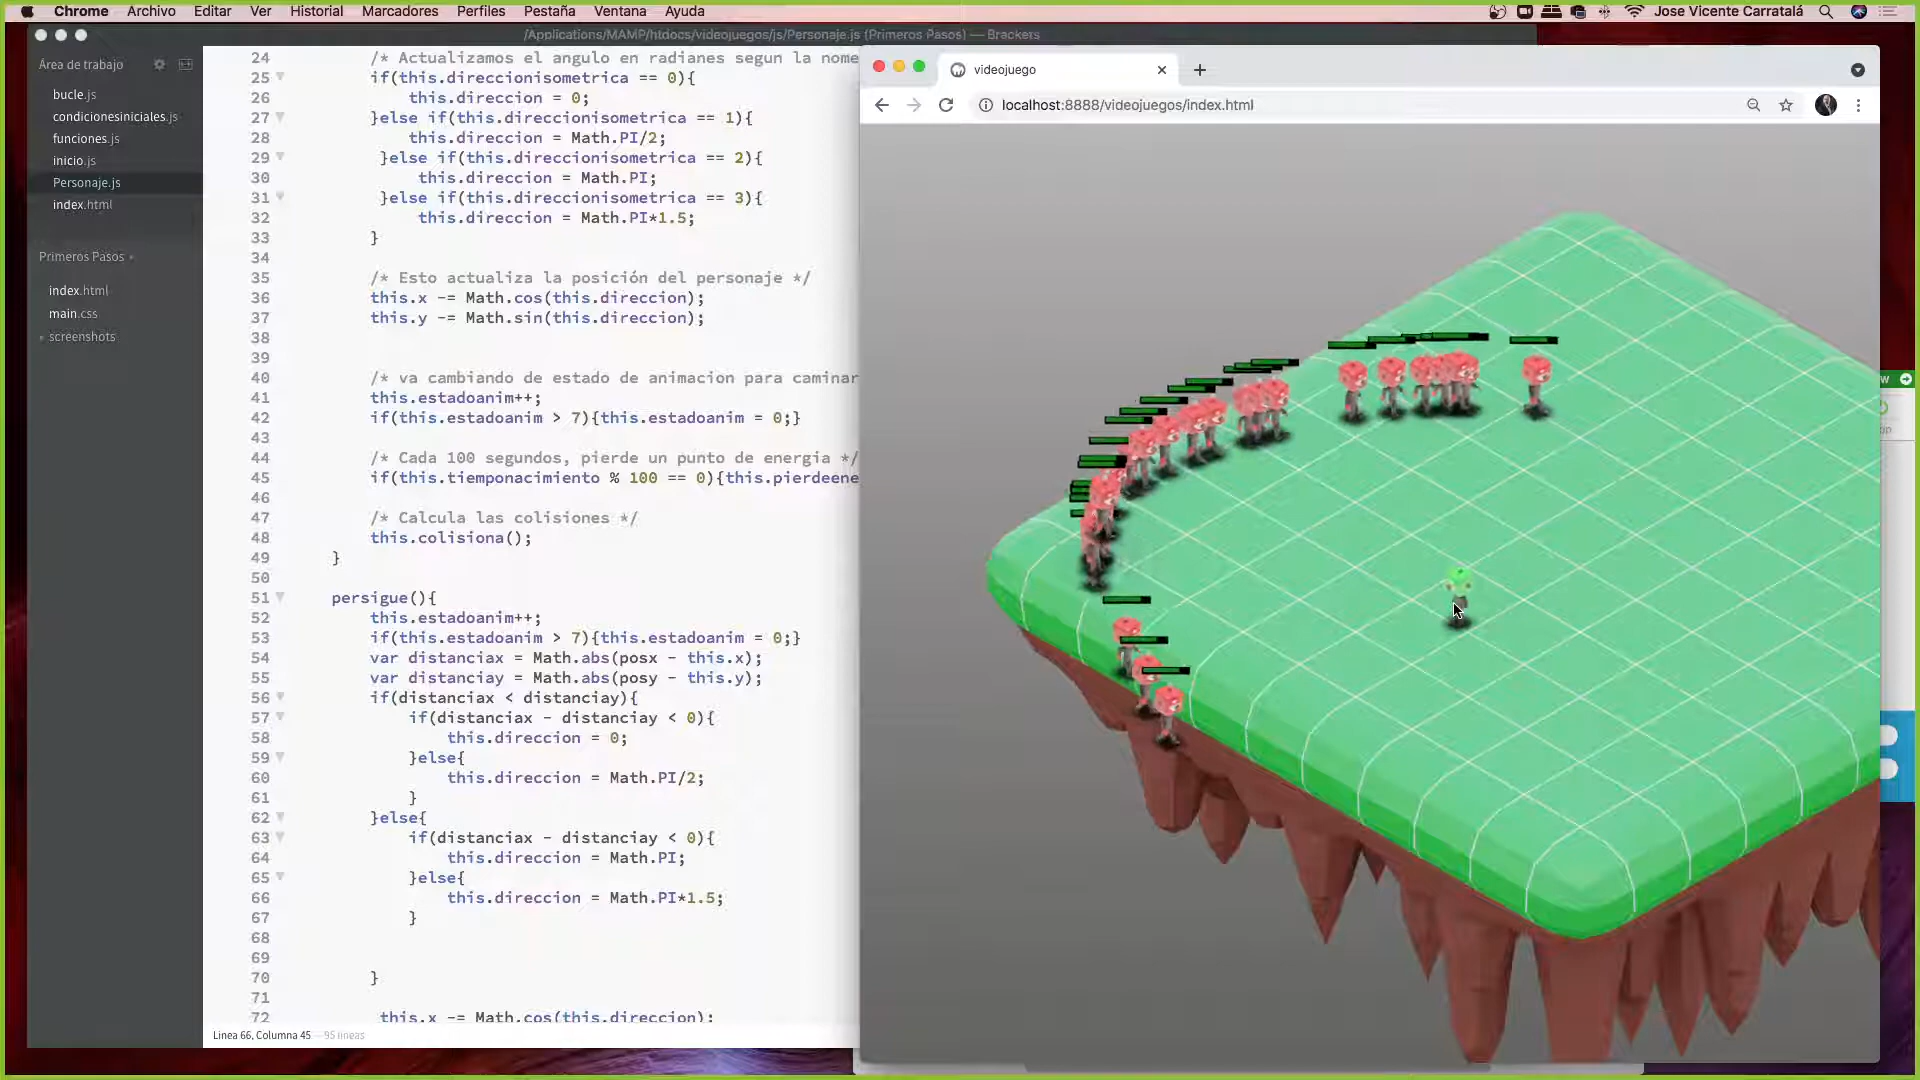 Chrome Archivo Editar Ver Historial Marcadores Perfiles Pestaña Ventana Ayuda Jose Vicente Carratalá
/Applications/MAMP/htdocs/videojuegos/js/Personaje.js (Primeros Pasos) — Brackets
Área de trabajo
bucle.js
condicionesiniciales.js
funciones.js
inicio.js
Personaje.js
index.html
Primeros Pasos
index.html
main.css
screenshots
24 /* Actualizamos el angulo en radianes segun la nome
25 if(this.direccionisometrica == 0){
26 this.direccion = 0;
27 }else if(this.direccionisometrica == 1){
28 this.direccion = Math.PI/2;
29 }else if(this.direccionisometrica == 2){
30 this.direccion = Math.PI;
31 }else if(this.direccionisometrica == 3){
32 this.direccion = Math.PI*1.5;
33 }
34
35 /* Esto actualiza la posición del personaje */
36 this.x -= Math.cos(this.direccion);
37 this.y -= Math.sin(this.direccion);
38
39
40 /* va cambiando de estado de animacion para caminar
41 this.estadoanim++;
42 if(this.estadoanim > 7){this.estadoanim = 0;}
43
44 /* Cada 100 segundos, pierde un punto de energia */
45 if(this.tiemponacimiento % 100 == 0){this.pierdeene
46
47 /* Calcula las colisiones */
48 this.colisiona();
49 }
50
51 persigue(){
52 this.estadoanim++;
53 if(this.estadoanim > 7){this.estadoanim = 0;}
54 var distanciax = Math.abs(posx - this.x);
55 var distanciay = Math.abs(posy - this.y);
56 if(distanciax < distanciay){
57 if(distanciax - distanciay < 0){
58 this.direccion = 0;
59 }else{
60 this.direccion = Math.PI/2;
61 }
62 }else{
63 if(distanciax - distanciay < 0){
64 this.direccion = Math.PI;
65 }else{
66 this.direccion = Math.PI*1.5;
67 }
68
69
70 }
71
72 this.x -= Math.cos(this.direccion);
Línea 66, Columna 45 — 95 líneas
videojuego
localhost:8888/videojuegos/index.html